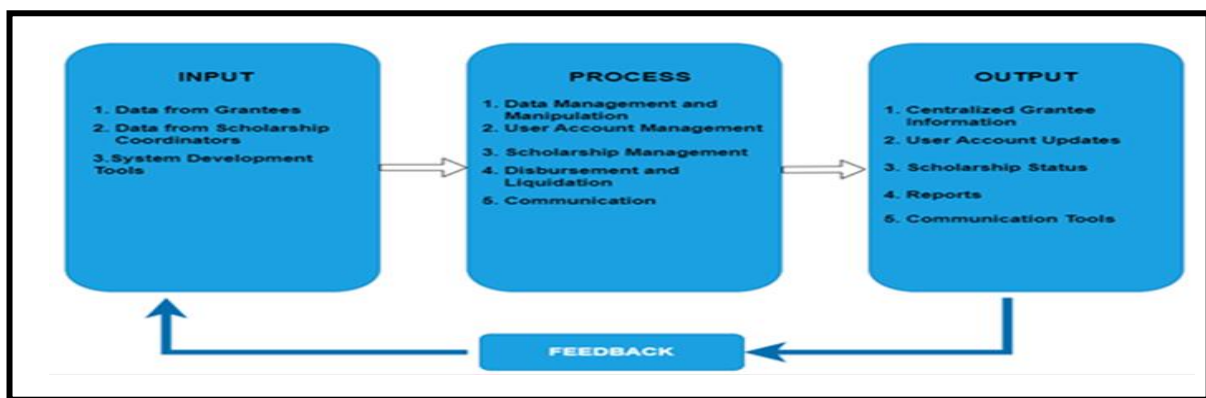 INPUT
1. Data from Grantees
2. Data from Scholarship
Coordinators
3.System Development
Tools
PROCESS
1. Data Management and
Manipulation
2. User Account Management
3. Scholarship Management
4. Disbursement and
Liquidation
5. Communication
OUTPUT
1. Centralized Grantee
Information
2. User Account Updates
3. Scholarship Status
4. Reports
5. Communication Tools
FEEDBACK